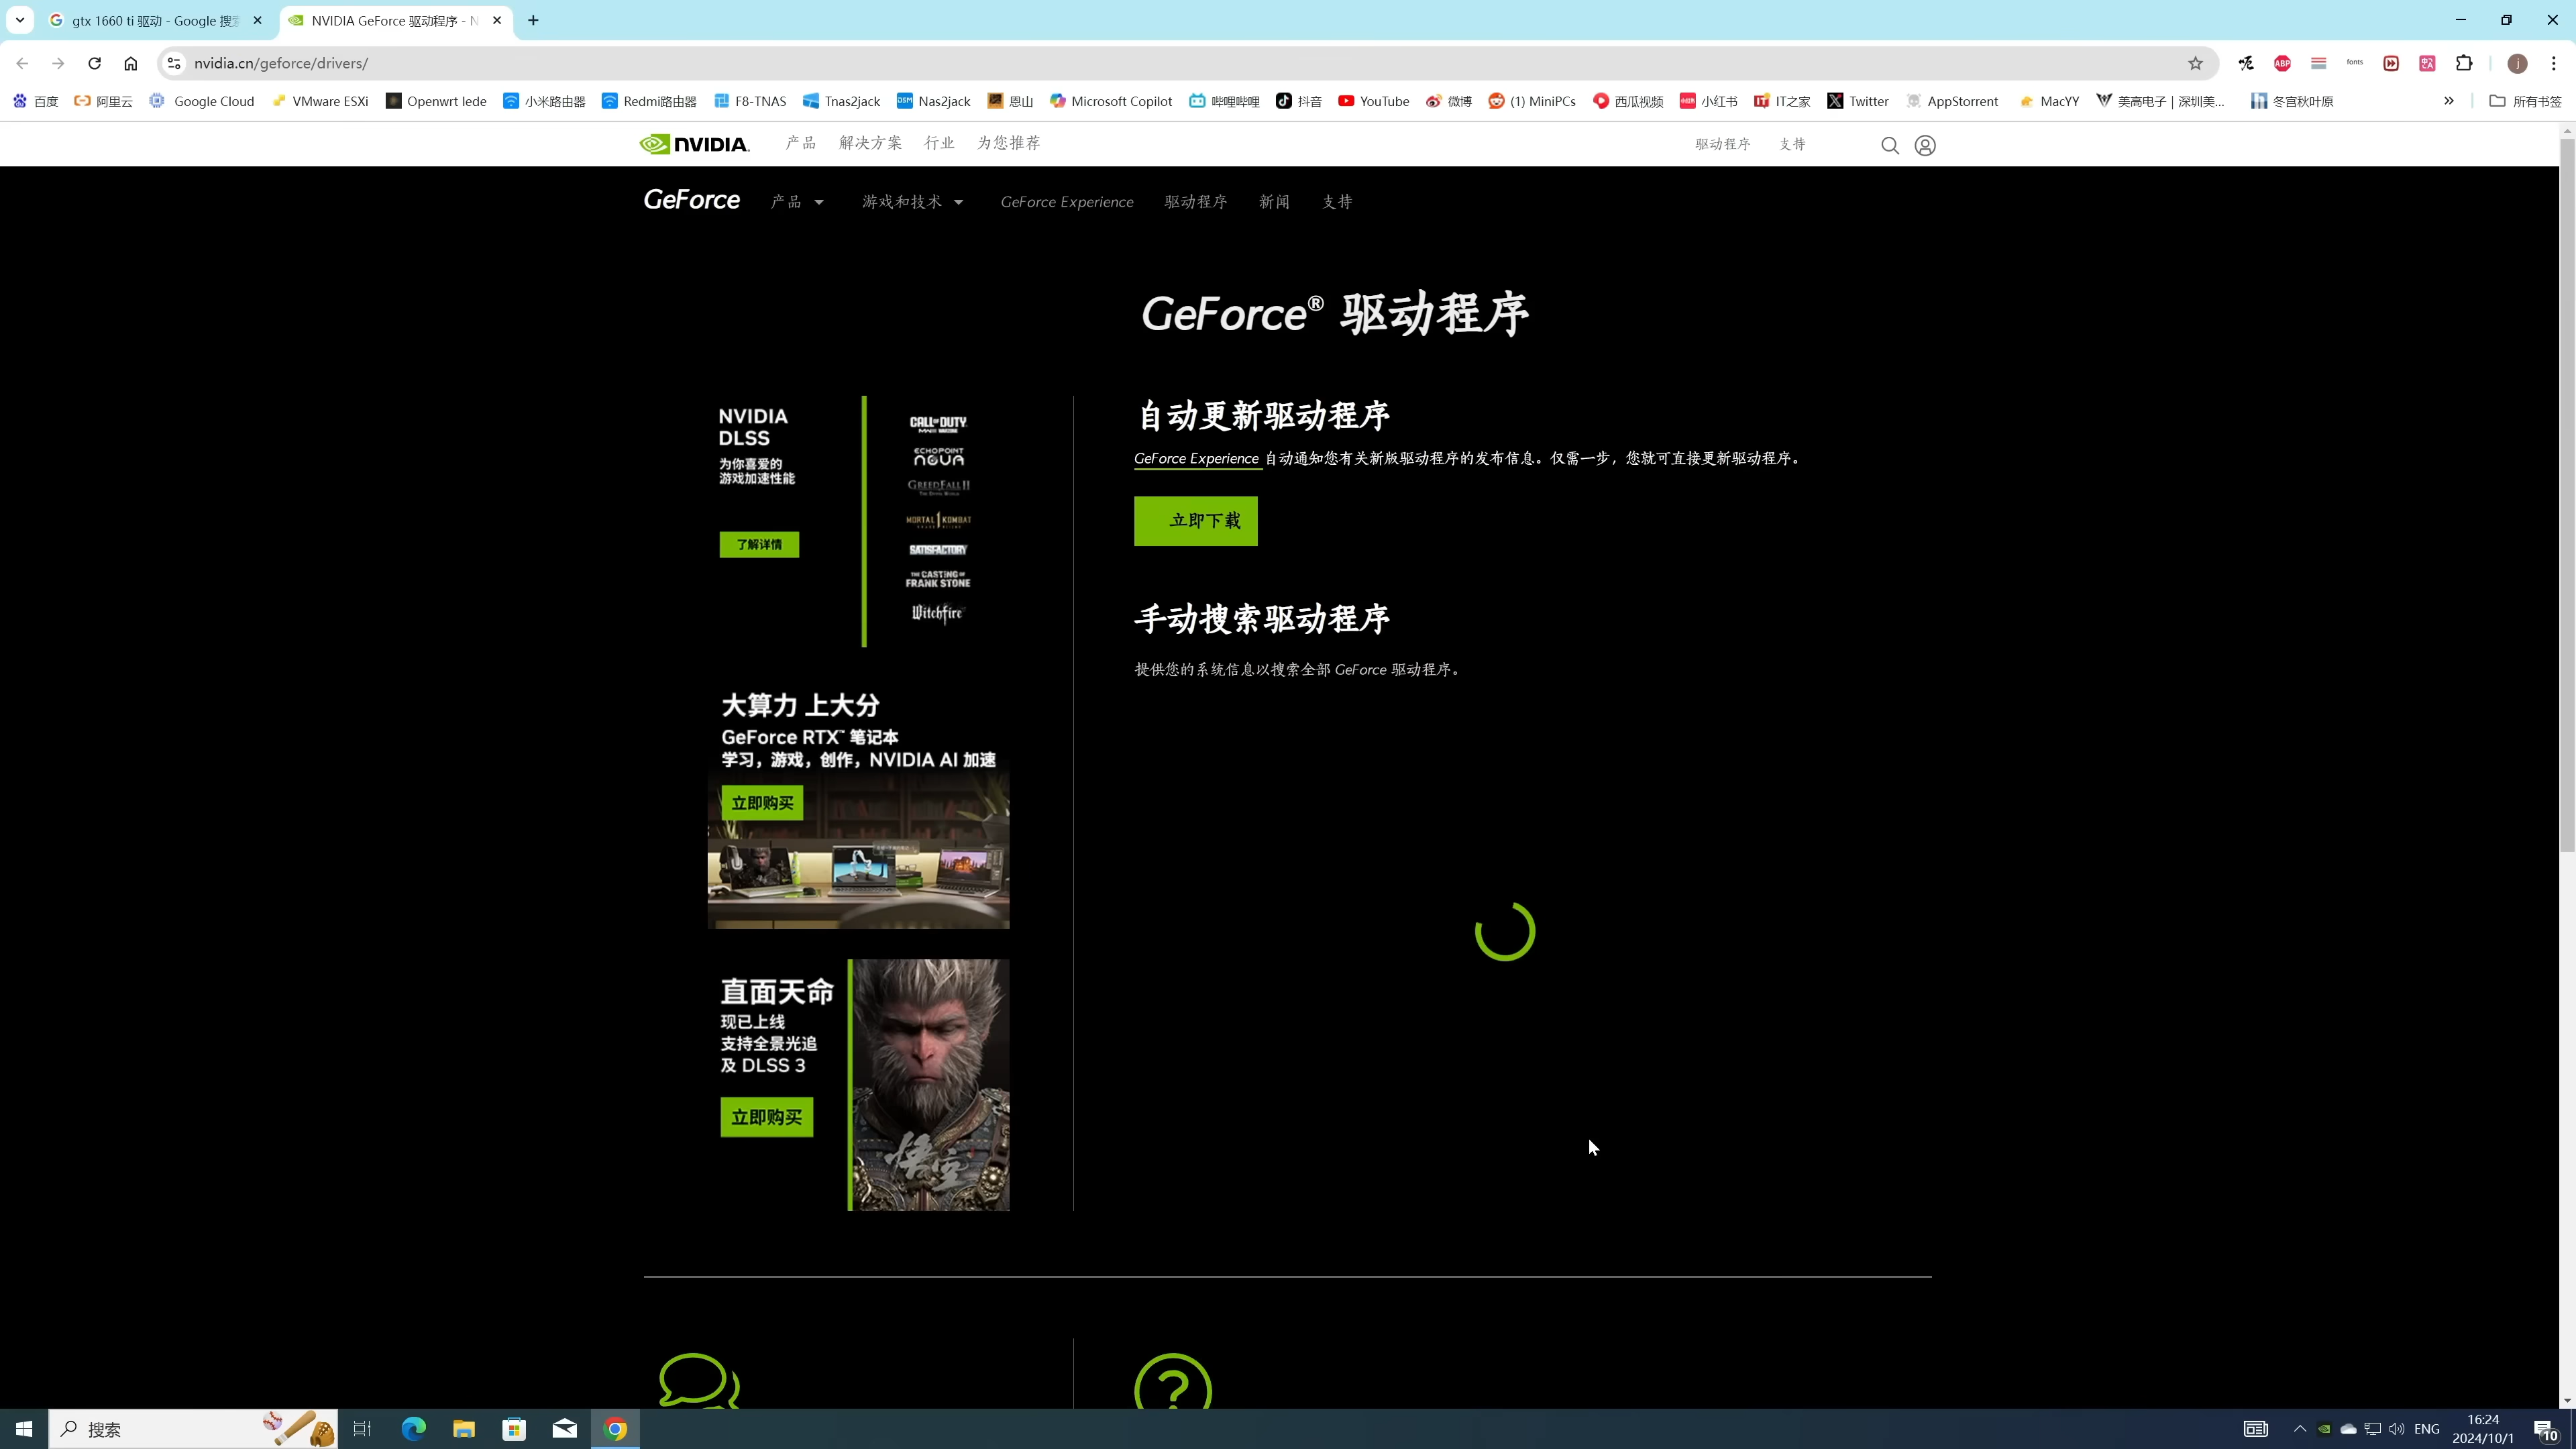 gtx 1660 ti 驱动 - Google 搜索
NVIDIA GeForce 驱动程序 - N
nvidia.cn/geforce/drivers/
fonts
ABP
j
百度
阿里云
Google Cloud
VMware ESXi
Openwrt lede
小米路由器
Redmi路由器
F8-TNAS
Tnas2jack
Nas2jack
恩山
Microsoft Copilot
哔哩哔哩
抖音
YouTube
微博
(1) MiniPCs
西瓜视频
小红书
IT之家
Twitter
AppStorrent
MacYY
美高电子 | 深圳美...
冬宫秋叶原
所有书签
NVIDIA.
产品
解决方案
行业
为您推荐
驱动程序
支持
GeForce
产品
游戏和技术
GeForce Experience
驱动程序
新闻
支持
GeForce® 驱动程序
NVIDIA
DLSS
为你喜爱的
游戏加速性能
了解详情
CALL OF DUTY
ECHOPOINT
NOVA
GREEDFALL II
MORTAL KOMBAT 1
SATISFACTORY
THE CASTING OF
FRANK STONE
Witchfire
自动更新驱动程序
GeForce Experience 自动通知您有关新版驱动程序的发布信息。仅需一步，您就可直接更新驱动程序。
立即下载
手动搜索驱动程序
提供您的系统信息以搜索全部 GeForce 驱动程序。
大算力 上大分
GeForce RTX™ 笔记本
学习，游戏，创作，NVIDIA AI 加速
立即购买
直面天命
现已上线
支持全景光追
及 DLSS 3
立即购买
悟空
搜索
ENG
16:24
2024/10/1
10